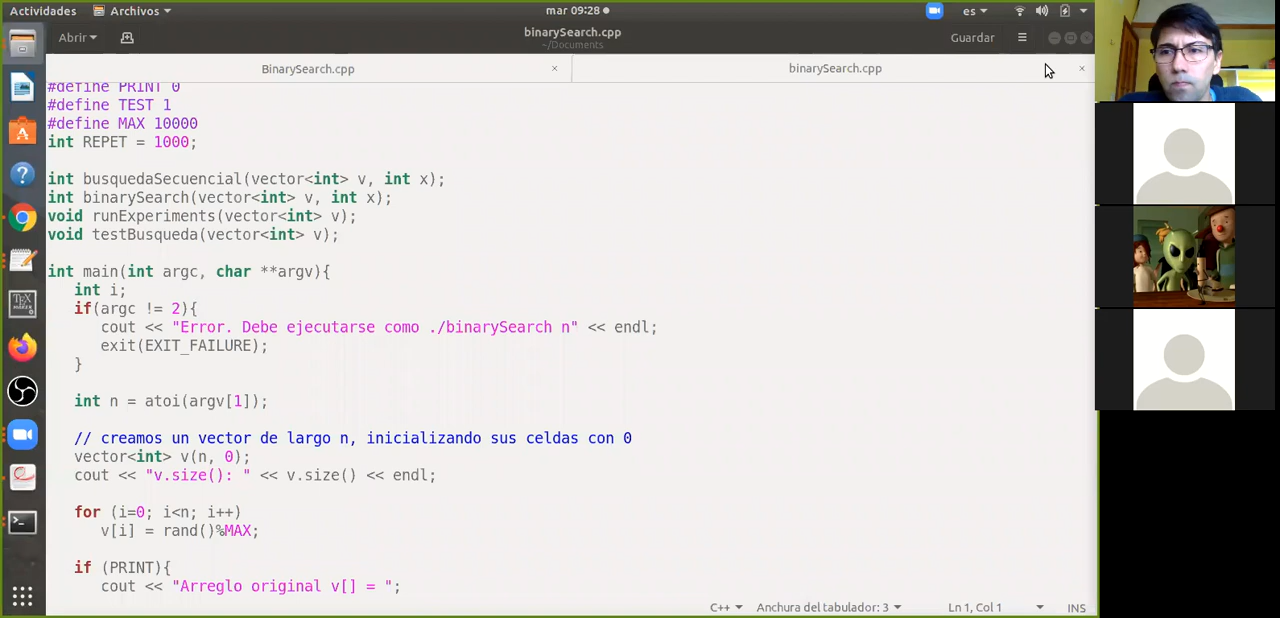 Actividades Archivos mar 09:28 es
Abrir binarySearch.cpp Guardar
~/Documents
BinarySearch.cpp × binarySearch.cpp ×
#define PRINT 0
#define TEST 1
#define MAX 10000
int REPET = 1000;
int busquedaSecuencial(vector<int> v, int x);
int binarySearch(vector<int> v, int x);
void runExperiments(vector<int> v);
void testBusqueda(vector<int> v);
int main(int argc, char **argv){
int i;
if(argc != 2){
cout << "Error. Debe ejecutarse como ./binarySearch n" << endl;
exit(EXIT_FAILURE);
}
int n = atoi(argv[1]);
// creamos un vector de largo n, inicializando sus celdas con 0
vector<int> v(n, 0);
cout << "v.size(): " << v.size() << endl;
for (i=0; i<n; i++)
v[i] = rand()%MAX;
if (PRINT){
cout << "Arreglo original v[] = ";
C++ Anchura del tabulador: 3 Ln 1, Col 1 INS